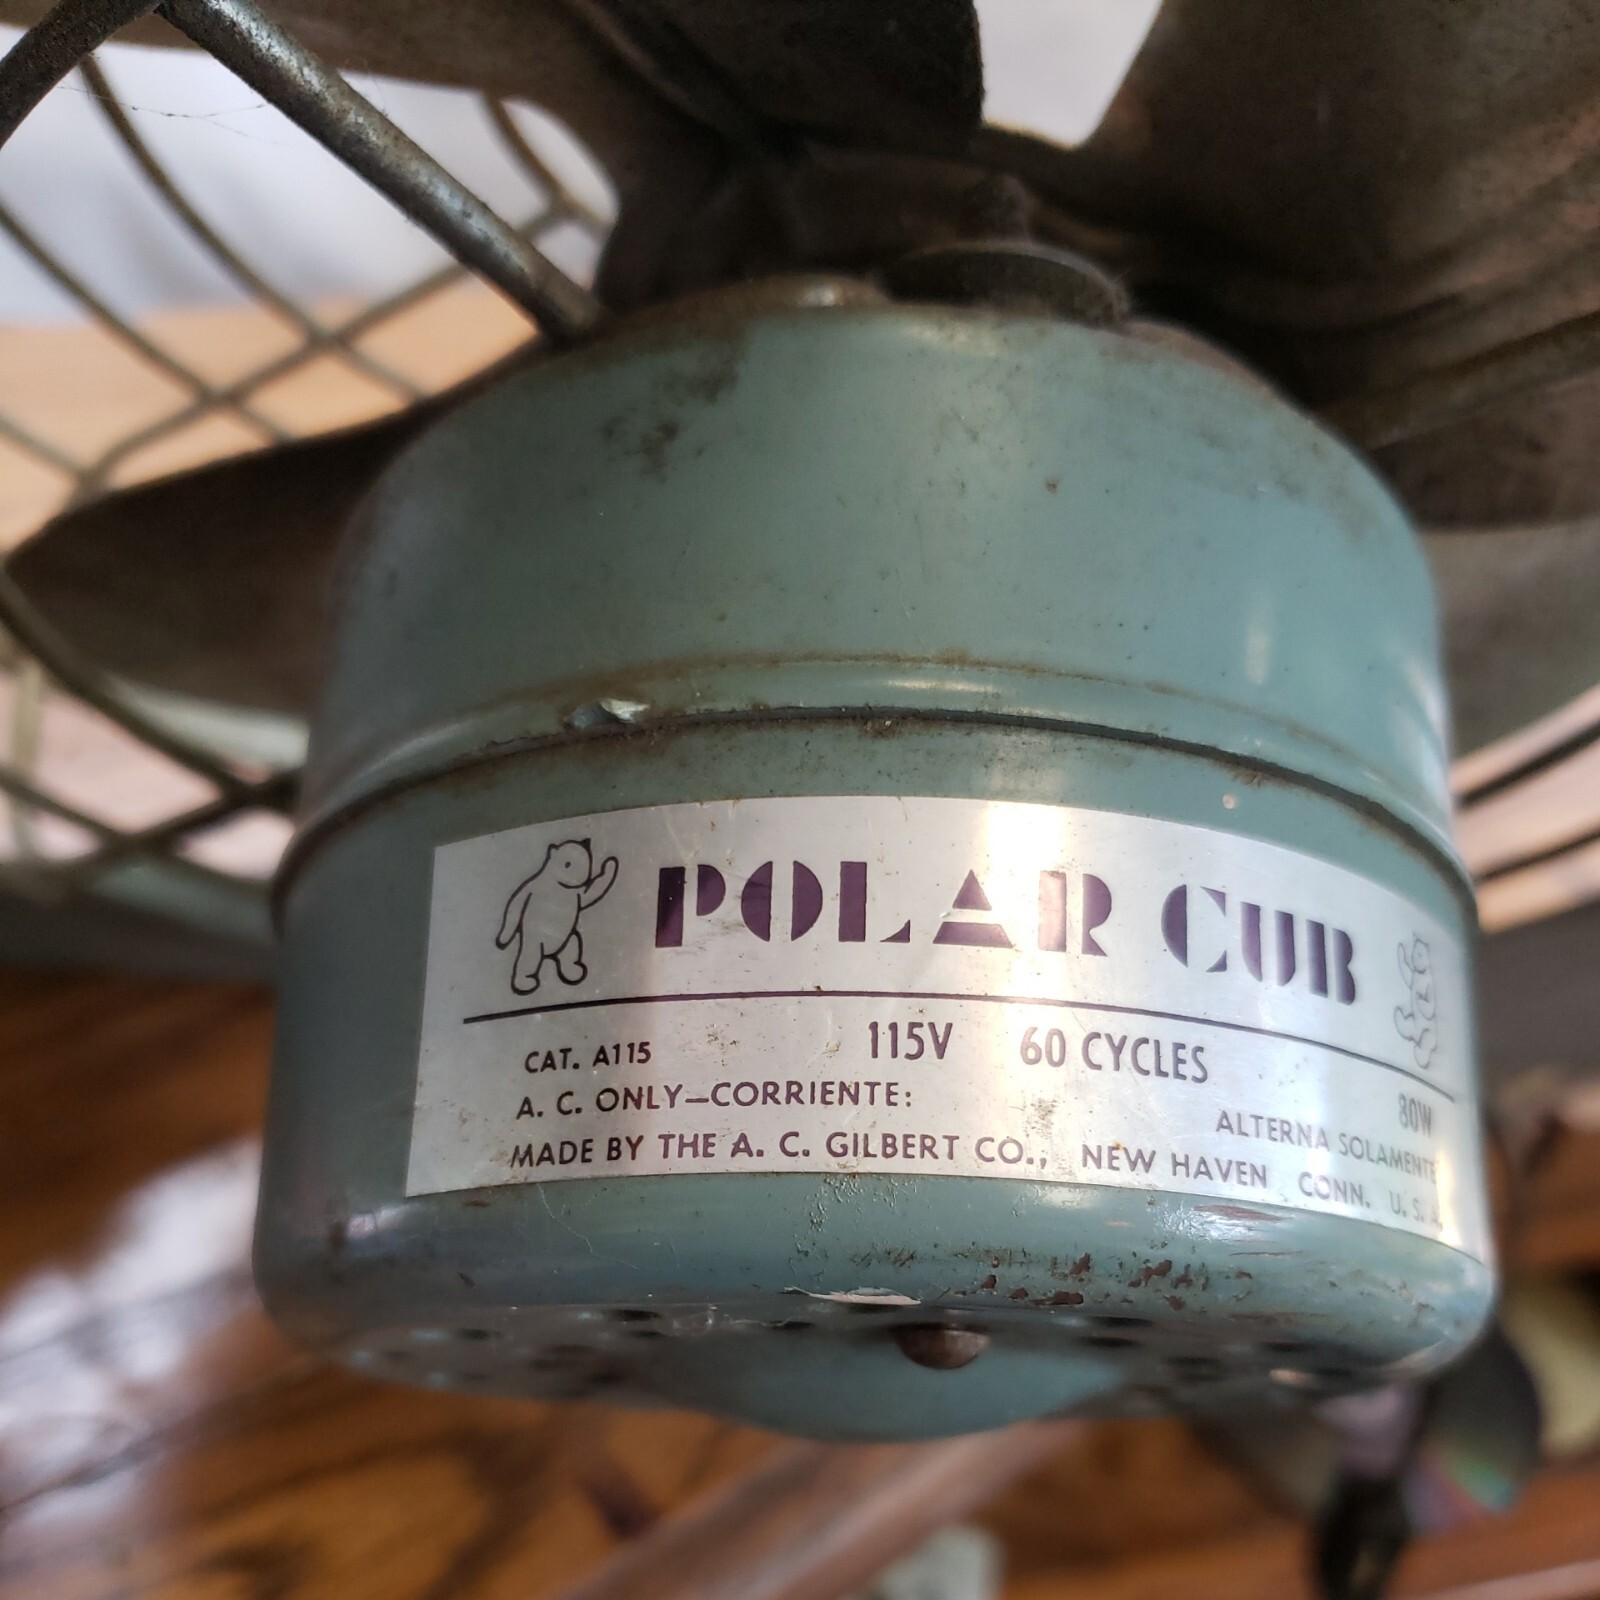 POLAR CUB
CAT. A115 115V 60 CYCLES 80W
A. C. ONLY—CORRIENTE: ALTERNA SOLAMENTE
MADE BY THE A. C. GILBERT CO., NEW HAVEN CONN. U. S. A.